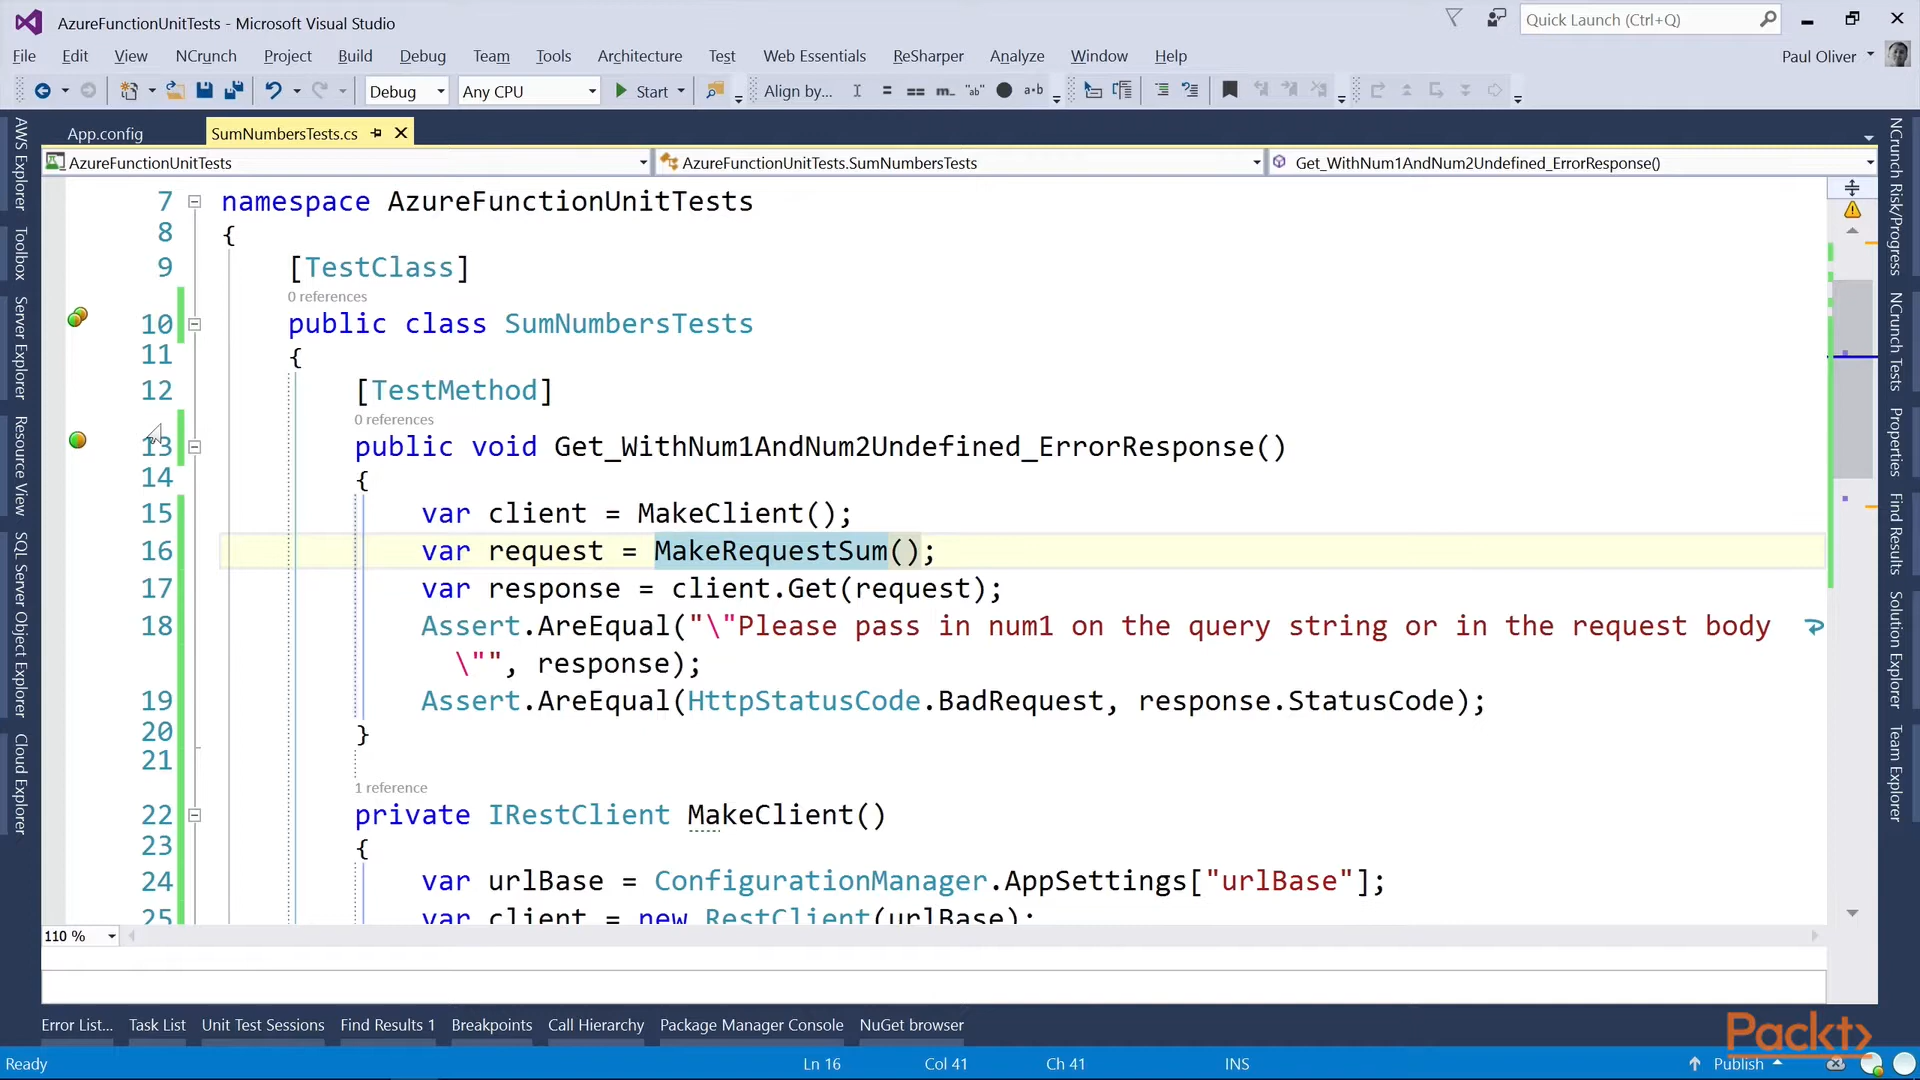 AzureFunctionUnitTests - Microsoft Visual Studio
Quick Launch (Ctrl+Q)
File Edit View NCrunch Project Build Debug Team Tools Architecture Test Web Essentials ReSharper Analyze Window Help
Paul Oliver
Debug Any CPU Start Align by... = == m_ "ab" a·b
App.config SumNumbersTests.cs
AzureFunctionUnitTests AzureFunctionUnitTests.SumNumbersTests Get_WithNum1AndNum2Undefined_ErrorResponse()
AWS Explorer
Toolbox
Server Explorer
Resource View
SQL Server Object Explorer
Cloud Explorer
7 namespace AzureFunctionUnitTests
8 {
9 [TestClass]
0 references
10 public class SumNumbersTests
11 {
12 [TestMethod]
0 references
13 public void Get_WithNum1AndNum2Undefined_ErrorResponse()
14 {
15 var client = MakeClient();
16 var request = MakeRequestSum();
17 var response = client.Get(request);
18 Assert.AreEqual("\"Please pass in num1 on the query string or in the request body
\"", response);
19 Assert.AreEqual(HttpStatusCode.BadRequest, response.StatusCode);
20 }
21
1 reference
22 private IRestClient MakeClient()
23 {
24 var urlBase = ConfigurationManager.AppSettings["urlBase"];
25 var client = new RestClient(urlBase);
NCrunch Risk/Progress
NCrunch Tests
Properties
Find Results
Solution Explorer
Team Explorer
110 %
Error List... Task List Unit Test Sessions Find Results 1 Breakpoints Call Hierarchy Package Manager Console NuGet browser
Packt>
Ready Ln 16 Col 41 Ch 41 INS Publish